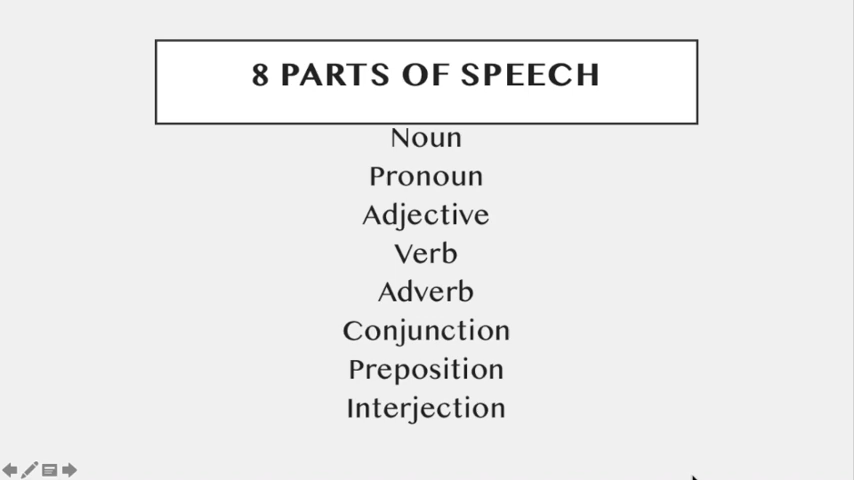 8 PARTS OF SPEECH
Noun
Pronoun
Adjective
Verb
Adverb
Conjunction
Preposition
Interjection